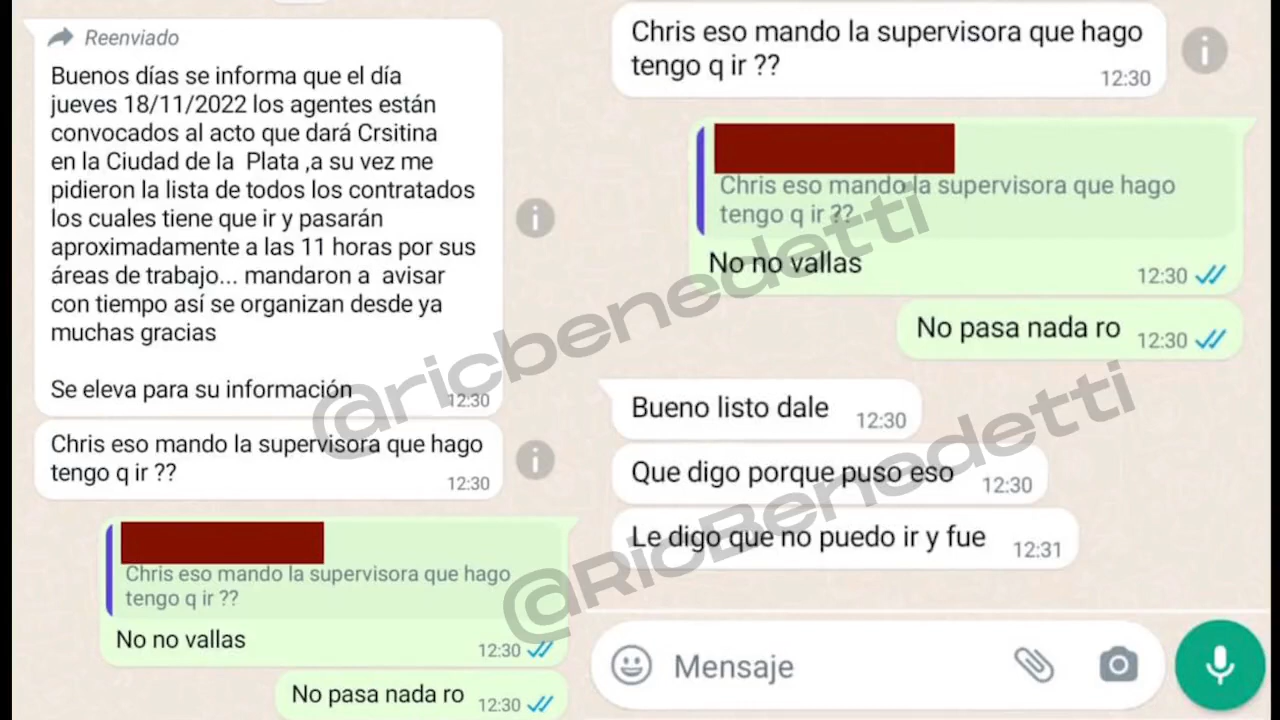 Reenviado
Buenos días se informa que el día
jueves 18/11/2022 los agentes están
convocados al acto que dará Crsitina
en la Ciudad de la Plata ,a su vez me
pidieron la lista de todos los contratados
los cuales tiene que ir y pasarán
aproximadamente a las 11 horas por sus
áreas de trabajo... mandaron a avisar
con tiempo así se organizan desde ya
muchas gracias
Se eleva para su información
12:30
Chris eso mando la supervisora que hago
tengo q ir ??
12:30
Chris eso mando la supervisora que hago
tengo q ir ??
No no vallas
12:30
No pasa nada ro 12:30
Chris eso mando la supervisora que hago
tengo q ir ??
12:30
Chris eso mando la supervisora que hago
tengo q ir ??
No no vallas
12:30
No pasa nada ro 12:30
Bueno listo dale 12:30
Que digo porque puso eso 12:30
Le digo que no puedo ir y fue 12:31
Mensaje
@ricbenedetti
@RicBenedetti